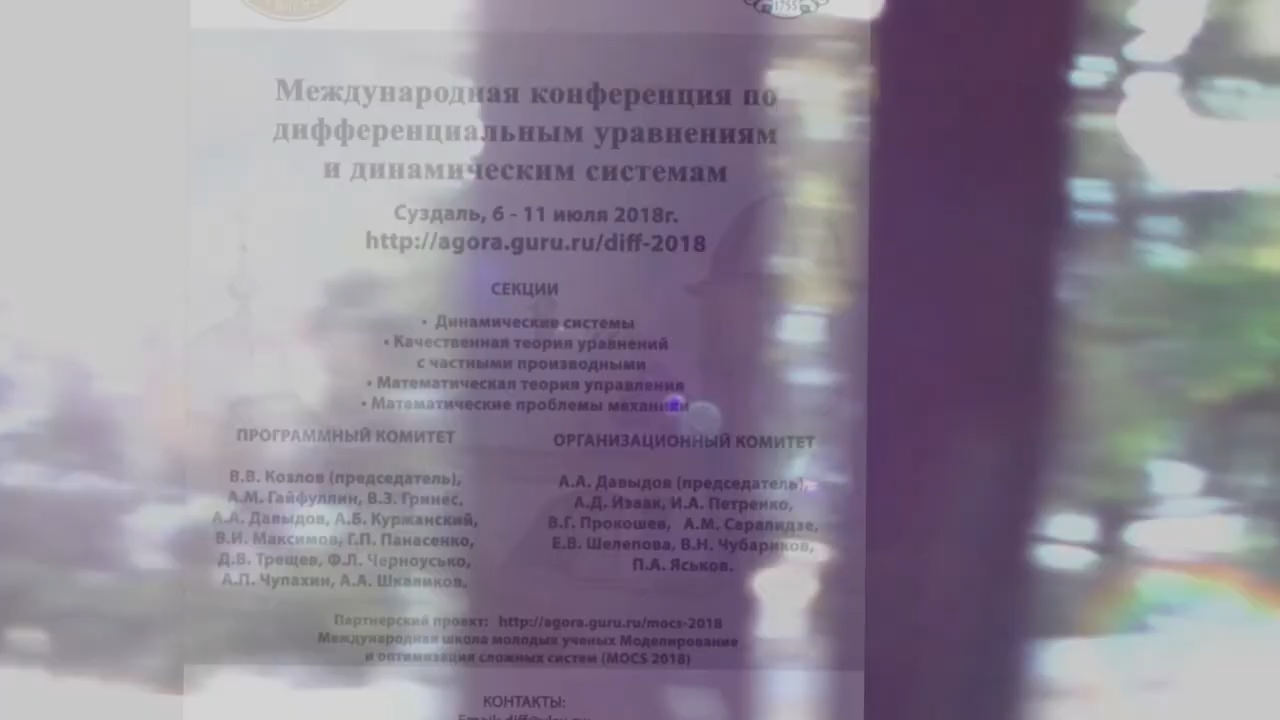 1755
Международная конференция по
дифференциальным уравнениям
и динамическим системам
Суздаль, 6 - 11 июля 2018г.
http://agora.guru.ru/diff-2018
СЕКЦИИ
• Динамические системы
• Качественная теория уравнений
с частными производными
• Математическая теория управления
• Математические проблемы механики
ПРОГРАММНЫЙ КОМИТЕТ
В.В. Козлов (председатель),
А.М. Гайфуллин, В.З. Гринес,
А.А. Давыдов, А.Б. Куржанский,
В.И. Максимов, Г.П. Панасенко,
Д.В. Трещев, Ф.Л. Черноусько,
А.П. Чупахин, А.А. Шкаликов.
ОРГАНИЗАЦИОННЫЙ КОМИТЕТ
А.А. Давыдов (председатель),
А.Д. Изаак, И.А. Петренко,
В.Г. Прокошев, А.М. Саралидзе,
Е.В. Шелепова, В.Н. Чубариков,
П.А. Яськов.
Партнерский проект: http://agora.guru.ru/mocs-2018
Международная школа молодых ученых Моделирование
и оптимизация сложных систем (MOCS 2018)
КОНТАКТЫ: